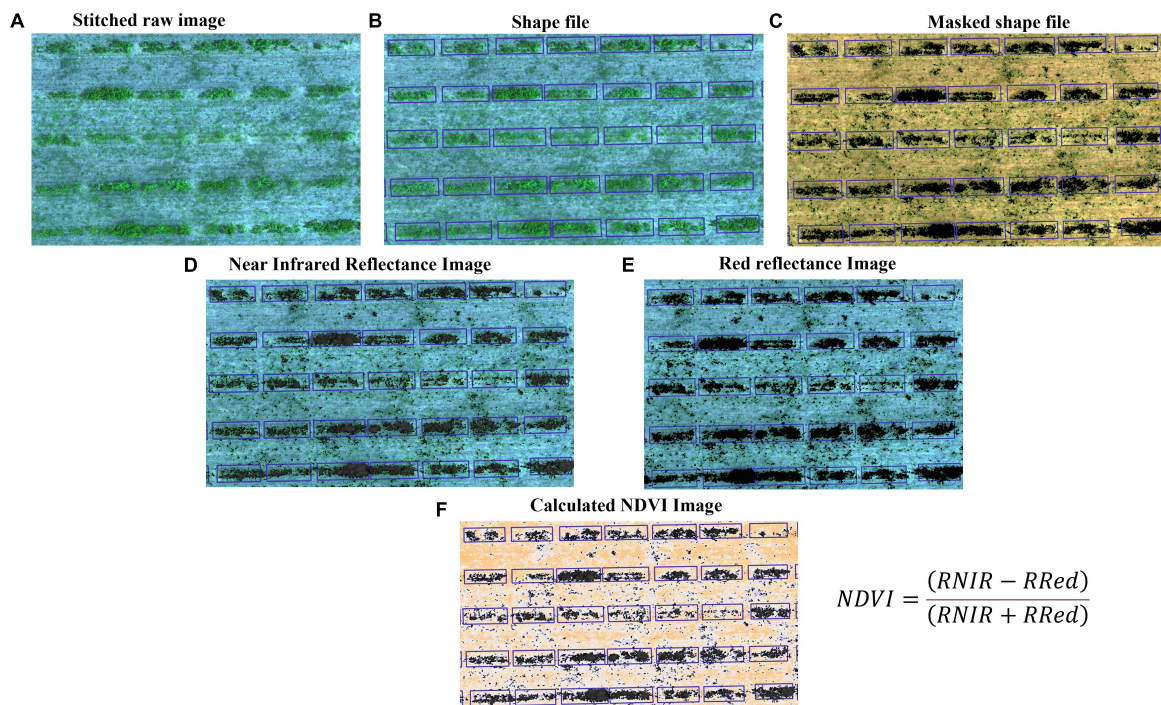 A
Stitched raw image
B
Shape file
C
Masked shape file
D
Near Infrared Reflectance Image
E
Red reflectance Image
F
Calculated NDVI Image
NDVI = (RNIR − RRed) / (RNIR + RRed)